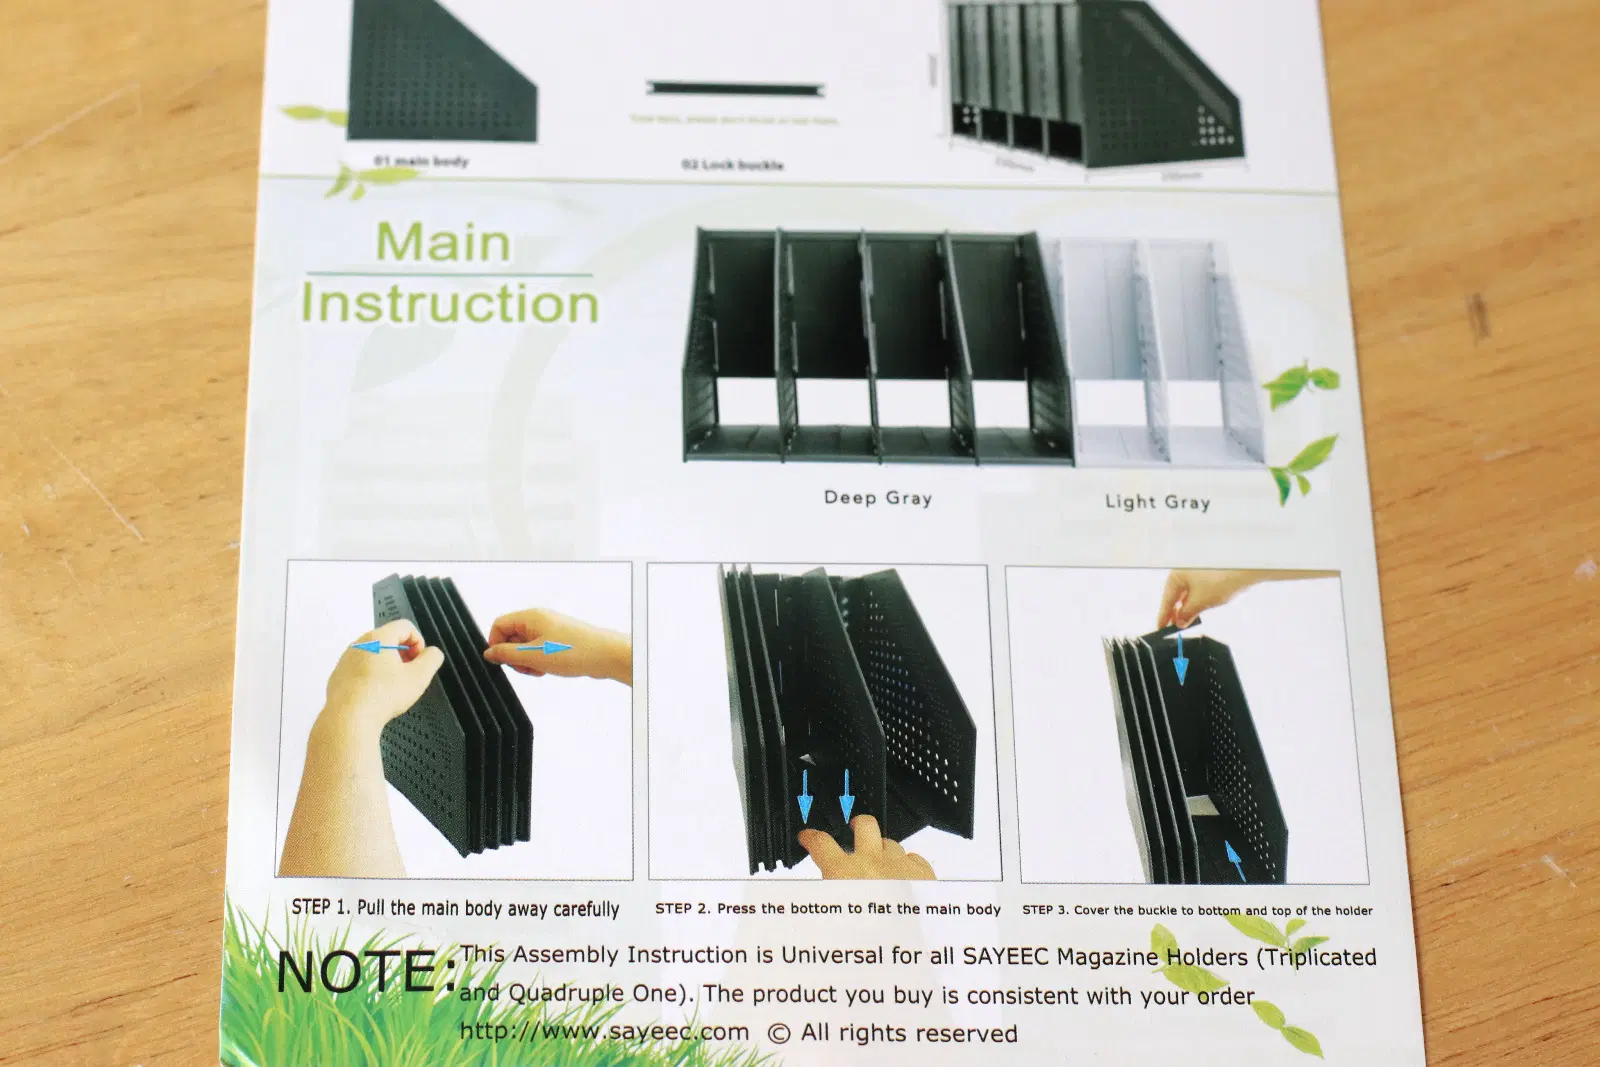 01 main body
02 Lock buckle
Main
Instruction
Deep Gray
Light Gray
STEP 1. Pull the main body away carefully
STEP 2. Press the bottom to flat the main body
STEP 3. Cover the buckle to bottom and top of the holder
NOTE:
This Assembly Instruction is Universal for all SAYEEC Magazine Holders (Triplicated
and Quadruple One). The product you buy is consistent with your order
http://www.sayeec.com © All rights reserved